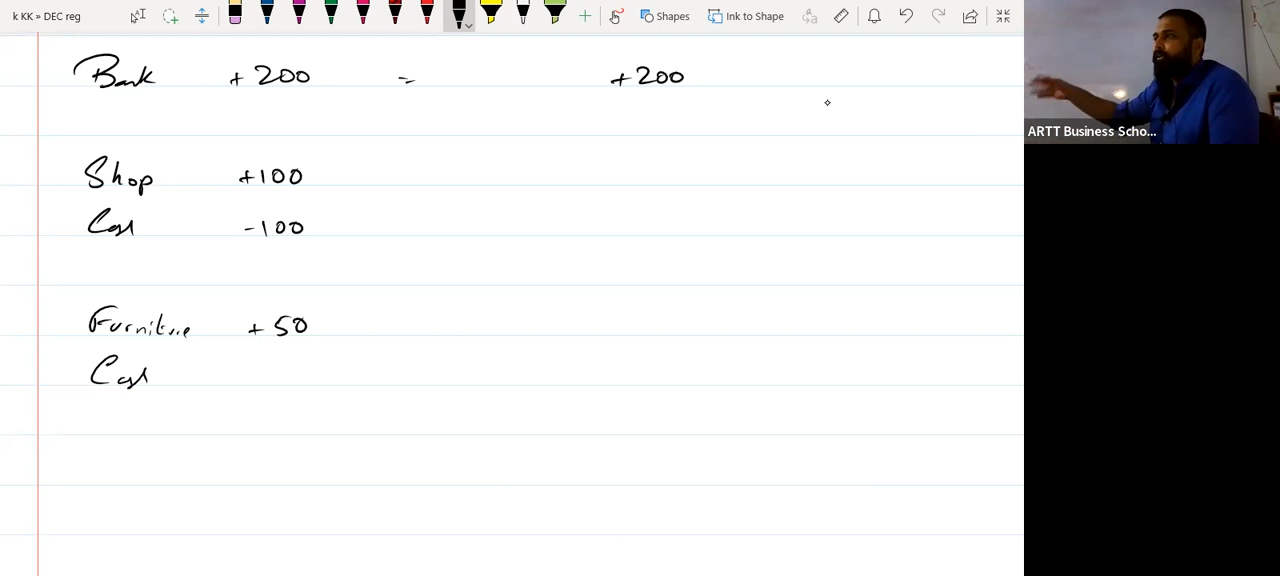 k KK » DEC reg
Shapes
Ink to Shape
Bank +200 = +200
ARTT Business Scho...
Shop +100
Cash -100
Furniture +50
Cash